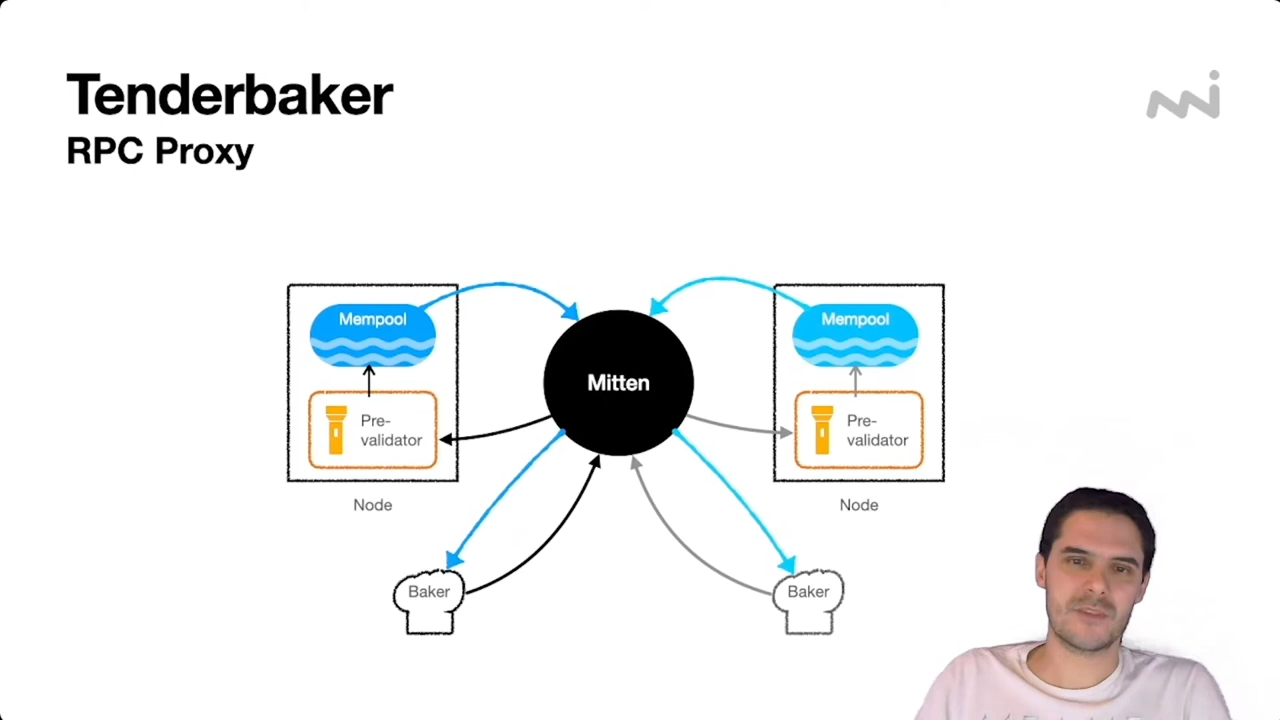 Tenderbaker
RPC Proxy
Mempool
Pre-
validator
Node
Mitten
Mempool
Pre-
validator
Node
Baker
Baker